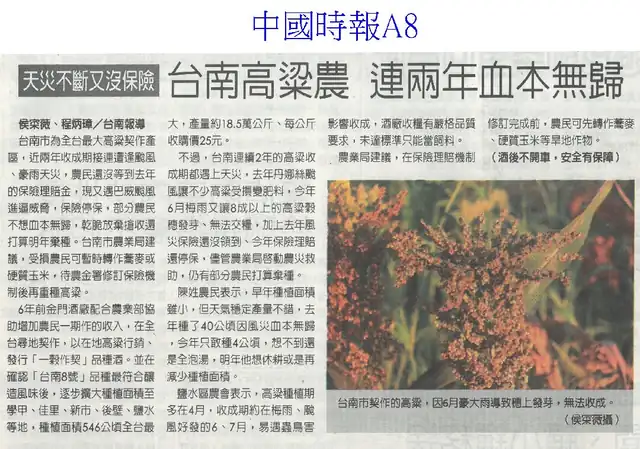 中國時報A8
天災不斷又沒保險
台南高粱農 連兩年血本無歸
侯寀薇、程炳璋／台南報導
台南市為全台最大高粱契作產
區，近兩年收成期接連遭逢颱風
、豪雨天災，農民還沒等到去年
的保險理賠金，現又遇巴威颱風
進逼威脅，保險停保，部分農民
不想血本無歸，乾脆放棄搶收還
打算明年棄種。台南市農業局建
議，受損農民可暫時轉作蕎麥或
硬質玉米，待農金署修訂保險機
制後再重種高粱。
6年前金門酒廠配合農業部協
助增加農民一期作的收入，在全
台尋地契作，以在地高粱行銷、
發行「一穀作契」品種酒。並在
確認「台南8號」品種最符合釀
造風味後，逐步擴大種植面積至
學甲、佳里、新市、後壁、鹽水
等地，種植面積546公頃全台最
大，產量約18.5萬公斤、每公斤
收購價25元。
不過，台南連續2年的高粱收
成期都遇上天災，去年丹娜絲颱
風讓不少高粱受損變肥料，今年
6月梅雨又讓8成以上的高粱穀
穗發芽、無法交糧，加上去年風
災保險還沒領到、今年保險理賠
還停保，儘管農業局啟動農災救
助，仍有部分農民打算棄種。
陳姓農民表示，早年種植面積
雖小，但天氣穩定產量不錯，去
年種了40公頃因風災血本無歸
，今年只敢種4公頃，想不到還
是全泡湯，明年他想休耕或是再
減少種植面積。
鹽水區農會表示，高粱種植期
多在4月，收成期約在梅雨、颱
風好發的6、7月，易遇蟲鳥害
影響收成，酒廠收糧有嚴格品質
要求，未達標準只能當飼料。
農業局建議，在保險理賠機制
修訂完成前，農民可先轉作蕎麥
、硬質玉米等旱地作物。
（酒後不開車，安全有保障）
台南市契作的高粱，因6月豪大雨導致穗上發芽，無法收成。
（侯寀薇攝）